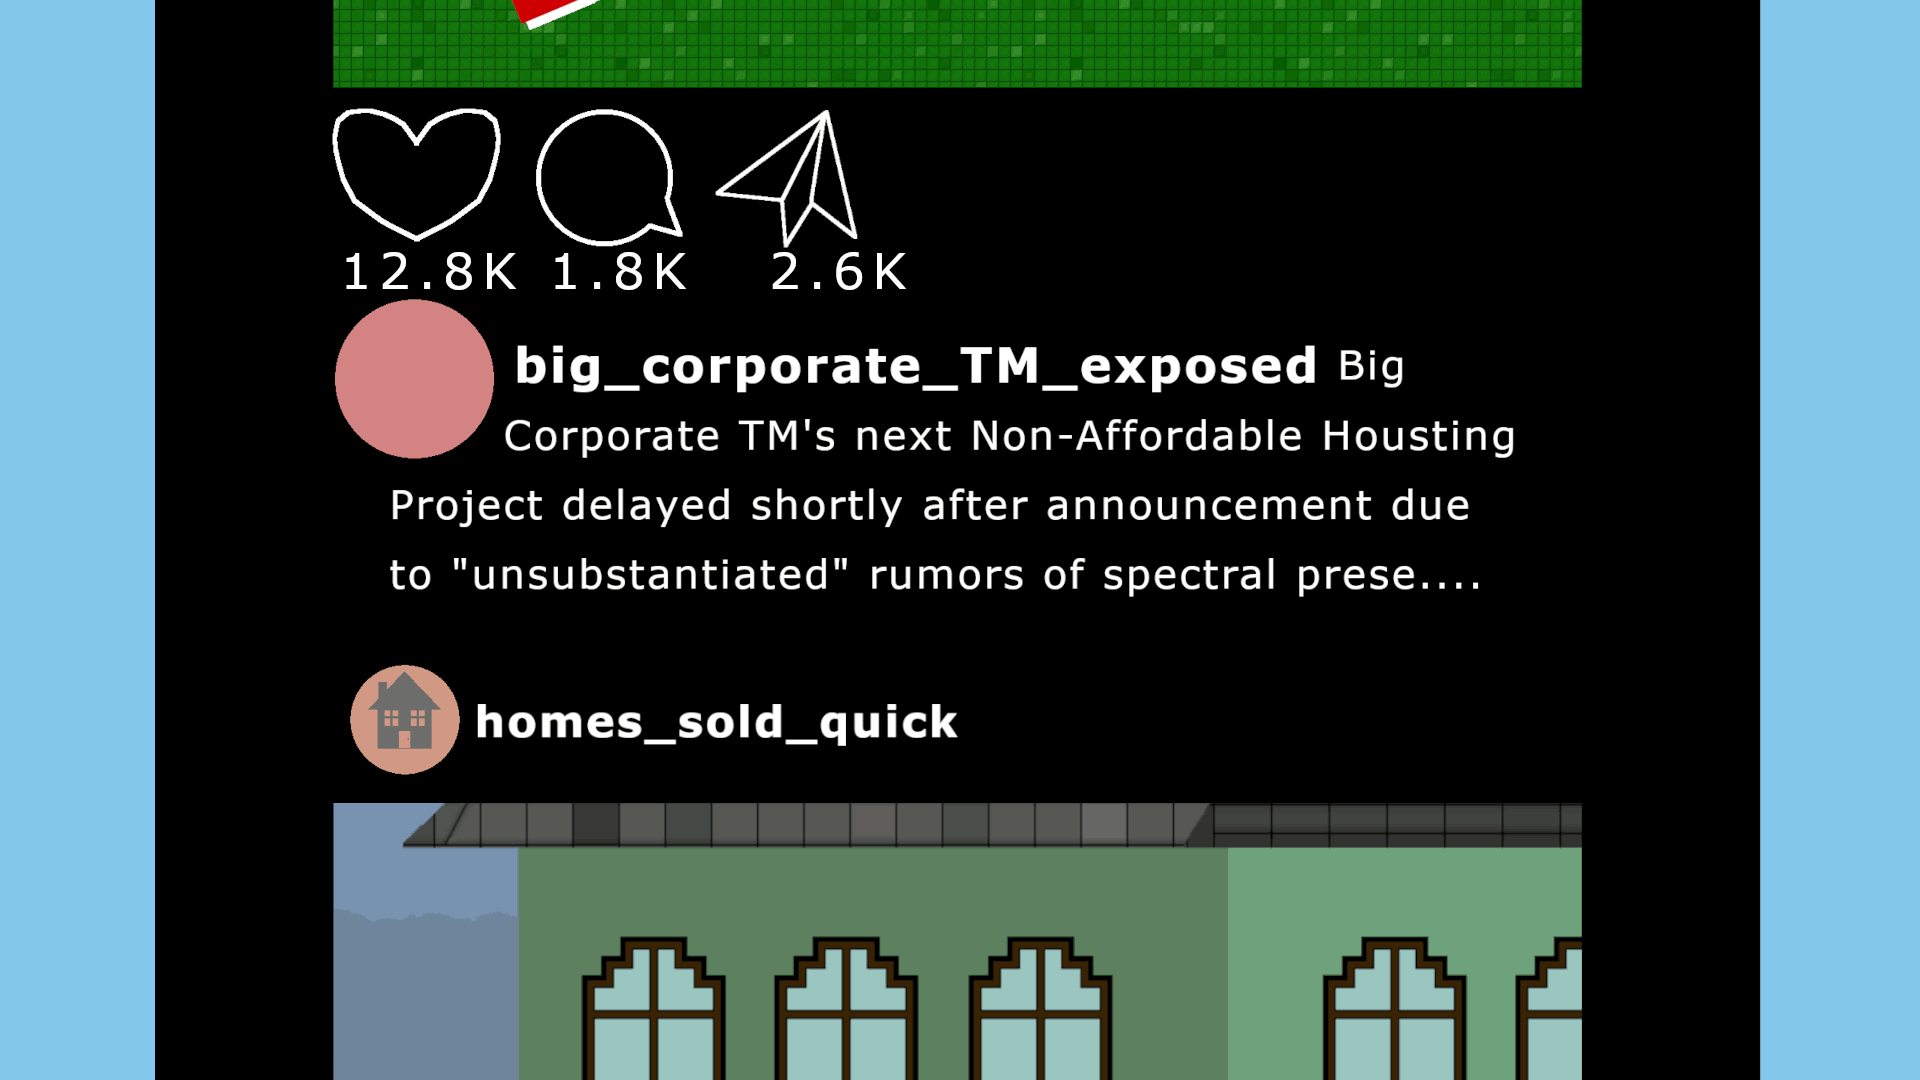 12.8K 1.8K 2.6K
big_corporate_TM_exposed Big
Corporate TM's next Non-Affordable Housting
Project delayed shortly after announcement due
to "unsubstantiated" rumors of spectral prese....
homes_sold_quick